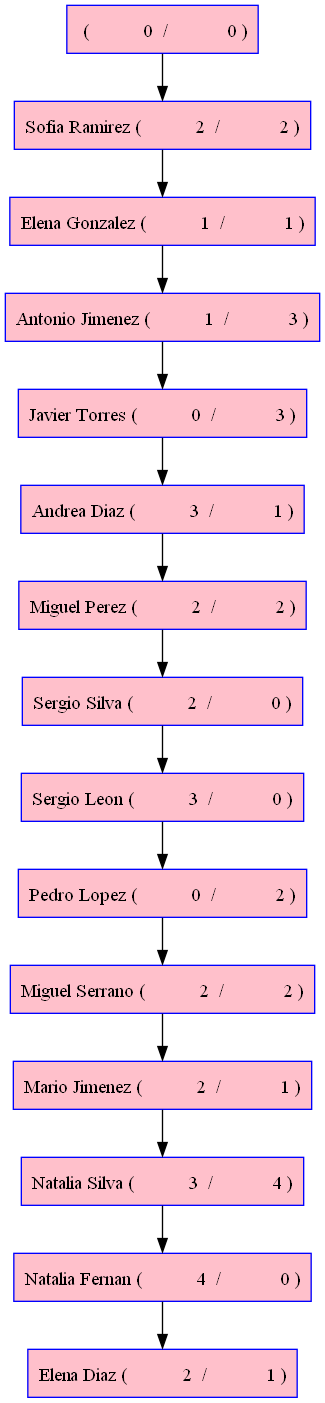 ( 0 / 0 )
Sofia Ramirez ( 2 / 2 )
Elena Gonzalez ( 1 / 1 )
Antonio Jimenez ( 1 / 3 )
Javier Torres ( 0 / 3 )
Andrea Diaz ( 3 / 1 )
Miguel Perez ( 2 / 2 )
Sergio Silva ( 2 / 0 )
Sergio Leon ( 3 / 0 )
Pedro Lopez ( 0 / 2 )
Miguel Serrano ( 2 / 2 )
Mario Jimenez ( 2 / 1 )
Natalia Silva ( 3 / 4 )
Natalia Fernan ( 4 / 0 )
Elena Diaz ( 2 / 1 )